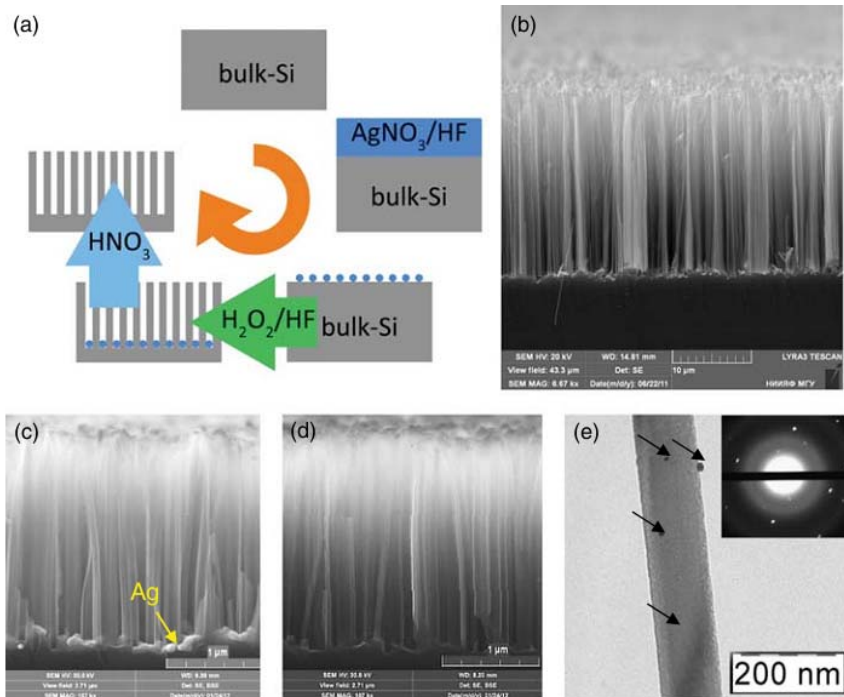 (a)
bulk-Si
AgNO3/HF
bulk-Si
HNO3
H2O2/HF
bulk-Si
(b)
SEM HV: 20 kV WD: 14.81 mm LYRA3 TESCAN
View field: 43.3 µm Det: SE 10 µm
SEM MAG: 6.67 kx Date(m/d/y): 06/22/11 НИИЯФ МГУ
(c)
Ag
1 µm
(d)
1 µm
(e)
200 nm